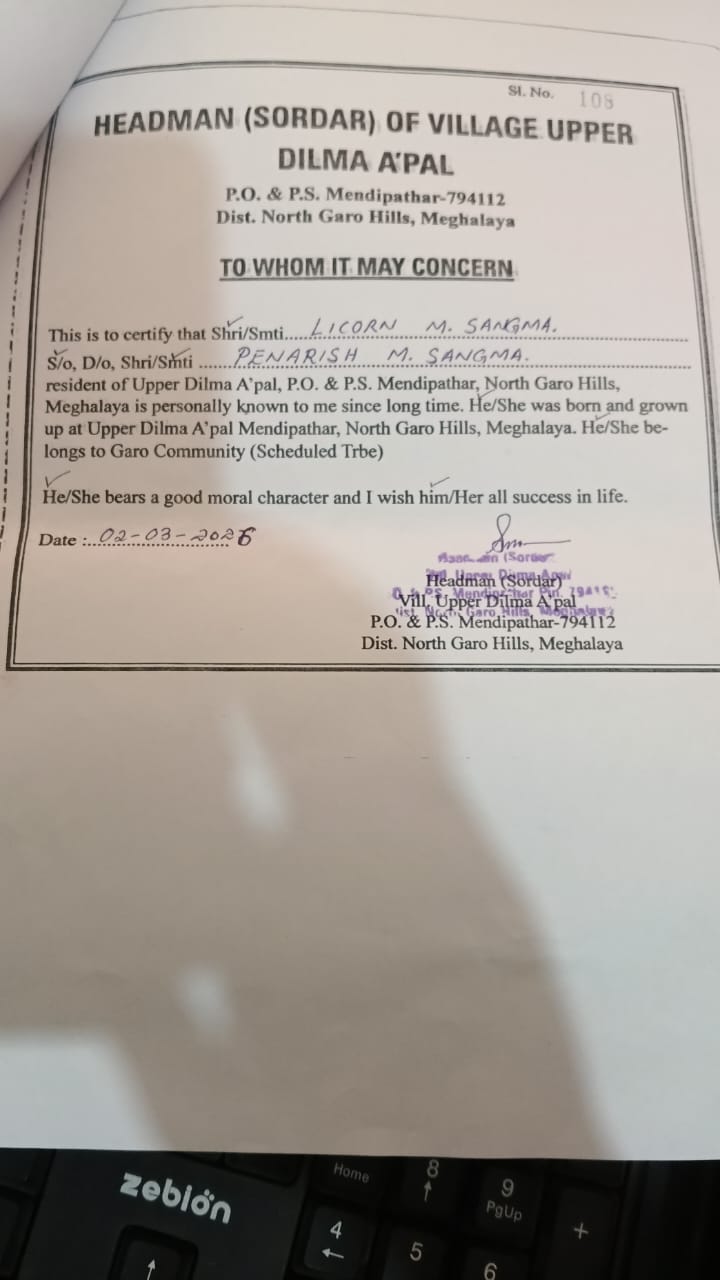 Sl. No. 108
HEADMAN (SORDAR) OF VILLAGE UPPER
DILMA A'PAL
P.O. & P.S. Mendipathar-794112
Dist. North Garo Hills, Meghalaya
TO WHOM IT MAY CONCERN
This is to certify that Shri/Smti....LICORN M. SANGMA.
S/o, D/o, Shri/Smti ......PENARISH M. SANGMA.
resident of Upper Dilma A'pal, P.O. & P.S. Mendipathar, North Garo Hills,
Meghalaya is personally known to me since long time. He/She was born and grown
up at Upper Dilma A'pal Mendipathar, North Garo Hills, Meghalaya. He/She be-
longs to Garo Community (Scheduled Trbe)
He/She bears a good moral character and I wish him/Her all success in life.
Date :..02-03-2026
Headman (Sordar)
Vill. Upper Dilma A'pal
P.O. & P.S. Mendipathar-794112
Dist. North Garo Hills, Meghalaya
zebion
Home
8
↑
9
PgUp
+
4
←
5
6
↑